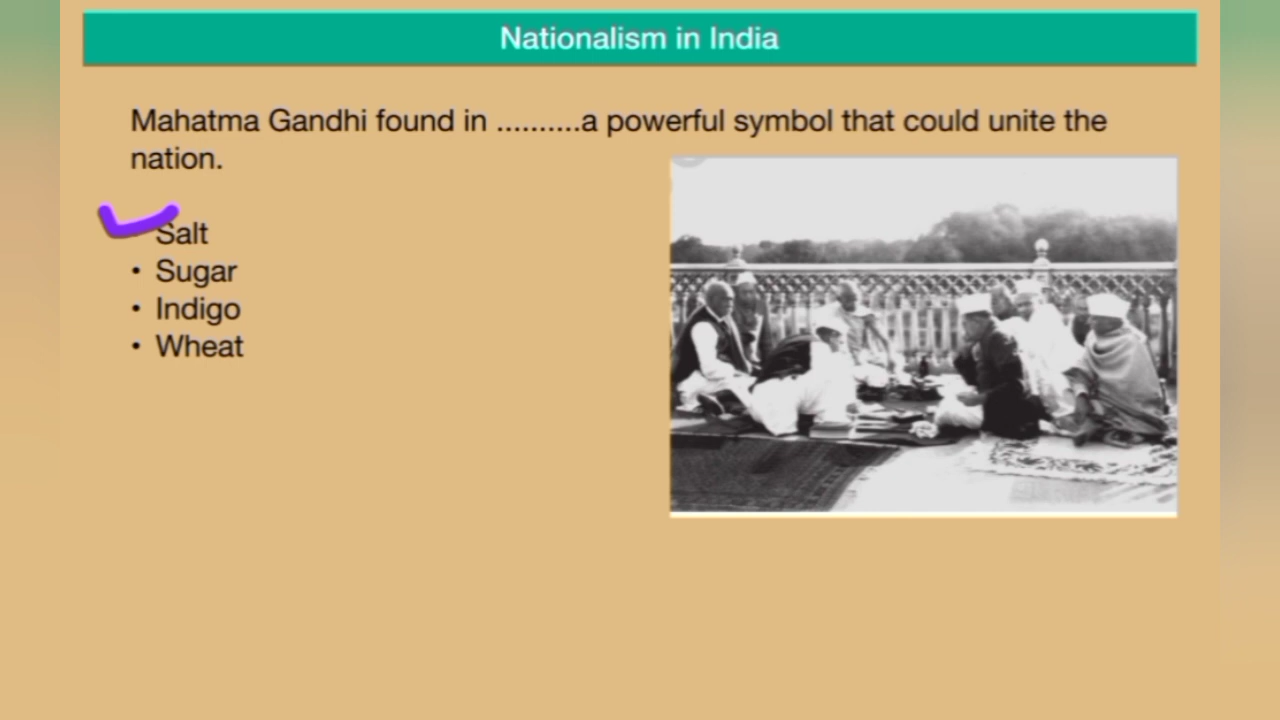 Nationalism in India
Mahatma Gandhi found in ..........a powerful symbol that could unite the
nation.
Salt
• Sugar
• Indigo
• Wheat